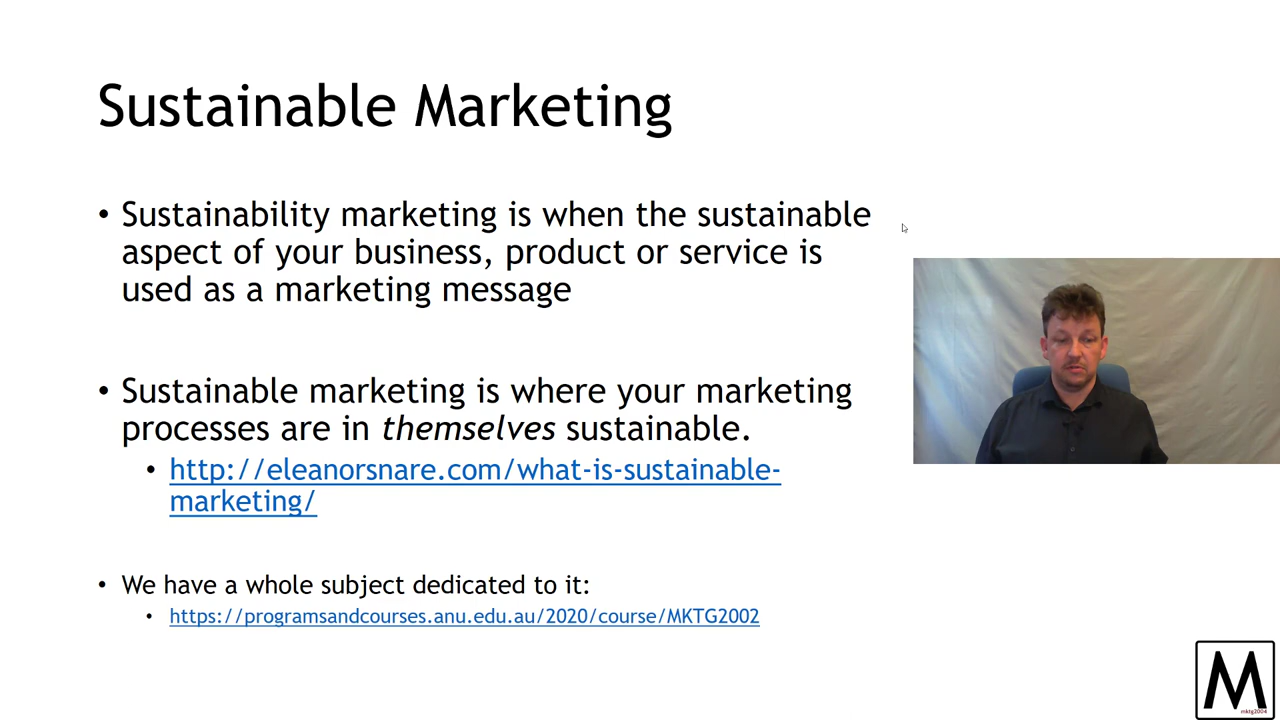 Sustainable Marketing
• Sustainability marketing is when the sustainable
aspect of your business, product or service is
used as a marketing message
• Sustainable marketing is where your marketing
processes are in themselves sustainable.
• http://eleanorsnare.com/what-is-sustainable-
marketing/
• We have a whole subject dedicated to it:
• https://programsandcourses.anu.edu.au/2020/course/MKTG2002
M
mktg2004